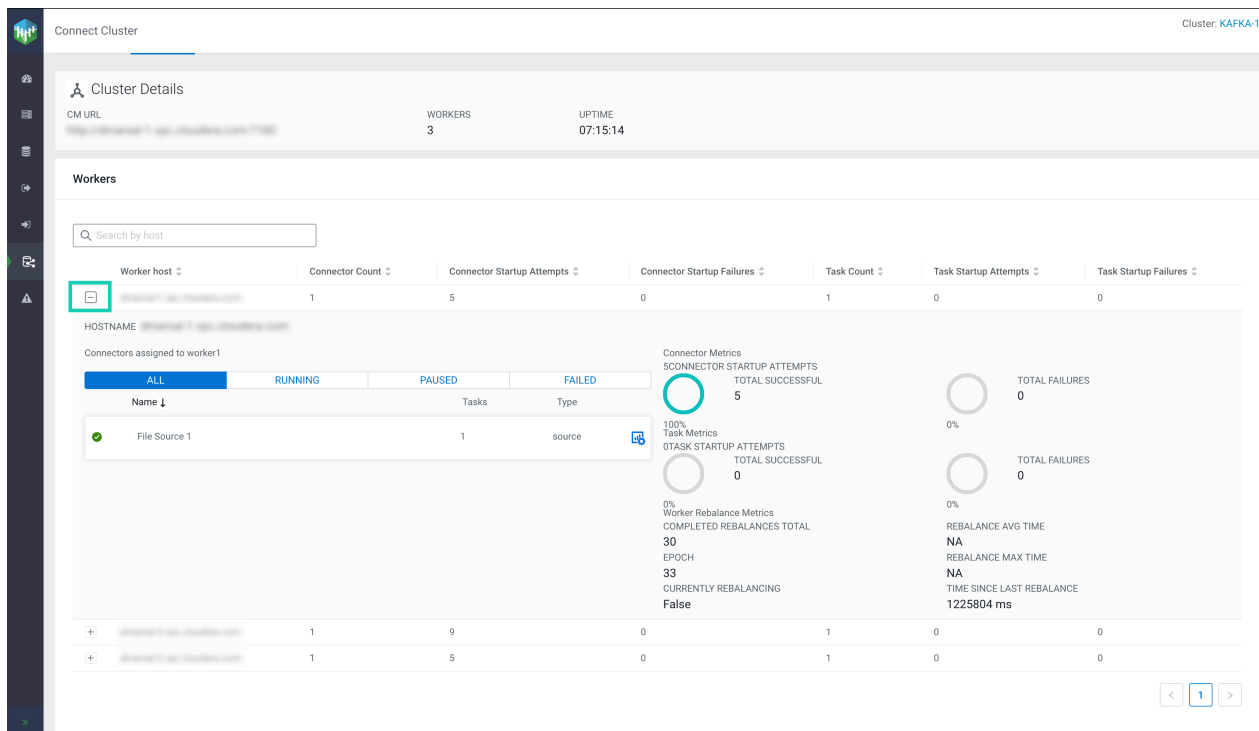 Connect Cluster
Cluster: KAFKA-1
Cluster Details
CM URL WORKERS UPTIME
3 07:15:14
Workers
Search by host
Worker host Connector Count Connector Startup Attempts Connector Startup Failures Task Count Task Startup Attempts Task Startup Failures
1 5 0 1 0 0
HOSTNAME
Connectors assigned to worker1
ALL RUNNING PAUSED FAILED
Name Tasks Type
File Source 1 1 source
Connector Metrics
5CONNECTOR STARTUP ATTEMPTS
TOTAL SUCCESSFUL TOTAL FAILURES
5 0
100% 0%
Task Metrics
0TASK STARTUP ATTEMPTS
TOTAL SUCCESSFUL TOTAL FAILURES
0 0
0% 0%
Worker Rebalance Metrics
COMPLETED REBALANCES TOTAL REBALANCE AVG TIME
30 NA
EPOCH REBALANCE MAX TIME
33 NA
CURRENTLY REBALANCING TIME SINCE LAST REBALANCE
False 1225804 ms
1 9 0 1 0 0
1 5 0 1 0 0
< 1 >
»